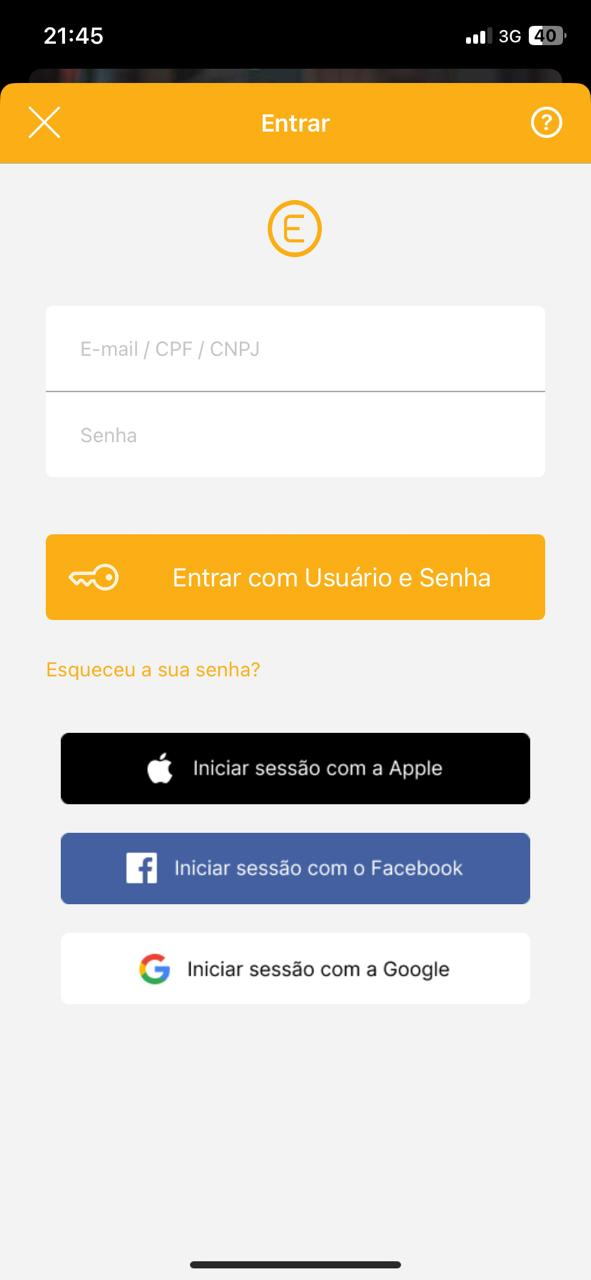 21:45
3G
40
Entrar
?
E
E-mail / CPF / CNPJ
Senha
Entrar com Usuário e Senha
Esqueceu a sua senha?
Iniciar sessão com a Apple
Iniciar sessão com o Facebook
Iniciar sessão com a Google